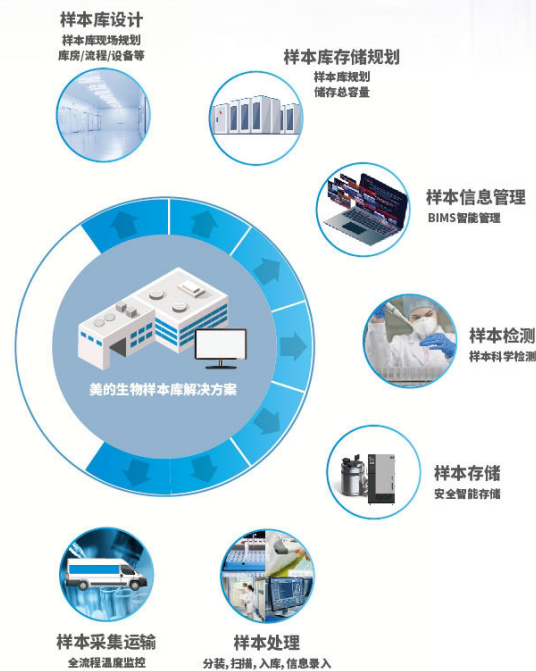 样本库设计
样本库现场规划
库房/流程/设备等
样本库存储规划
样本库规划
储存总容量
样本信息管理
BIMS智能管理
样本检测
样本科学检测
美的生物样本库解决方案
样本存储
安全智能存储
样本采集运输
全流程温度监控
样本处理
分装,扫描,入库,信息录入